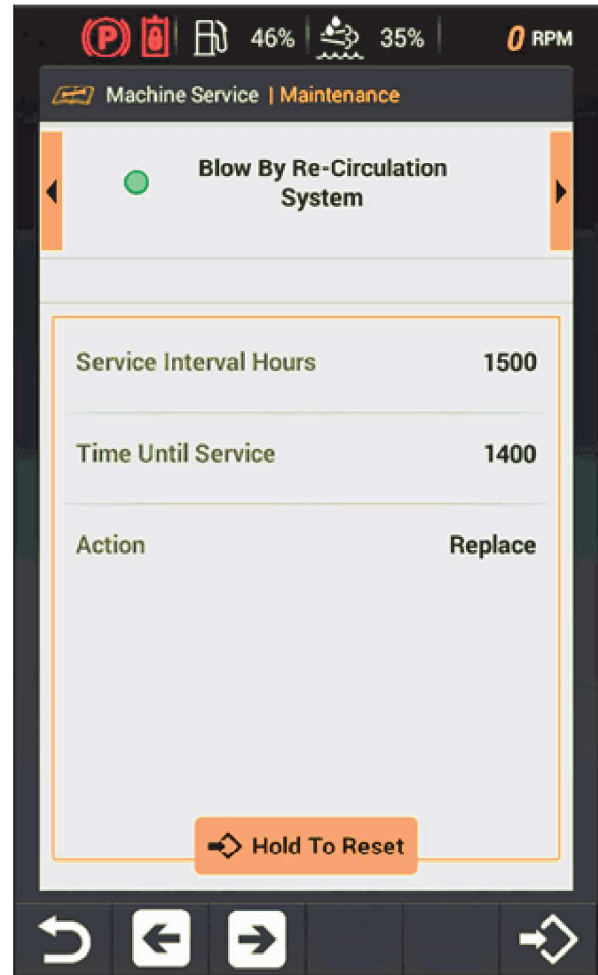 P 46% 35% 0 RPM
Machine Service | Maintenance
Blow By Re-Circulation
System
Service Interval Hours 1500
Time Until Service 1400
Action Replace
Hold To Reset